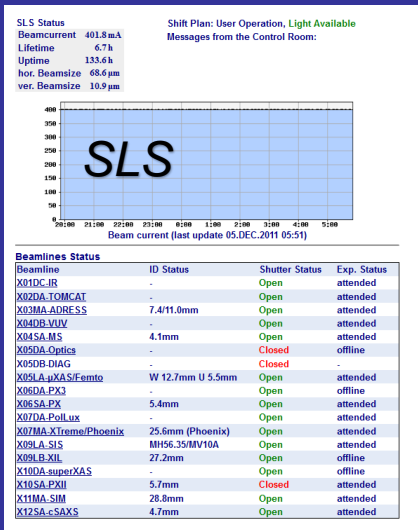 SLS Status
Beamcurrent 401.8 mA
Lifetime 6.7 h
Uptime 133.6 h
hor. Beamsize 68.6 µm
ver. Beamsize 10.9 µm
Shift Plan: User Operation, Light Available
Messages from the Control Room:
400
350
300
250
200
150
100
50
0
SLS
20:00 21:00 22:00 23:00 0:00 1:00 2:00 3:00 4:00 5:00
Beam current (last update 05.DEC.2011 05:51)
Beamlines Status
Beamline ID Status Shutter Status Exp. Status
X01DC-IR - Open attended
X02DA-TOMCAT - Open attended
X03MA-ADRESS 7.4/11.0mm Open attended
X04DB-VUV - Open attended
X04SA-MS 4.1mm Open attended
X05DA-Optics - Closed offline
X05DB-DIAG - Closed -
X05LA-µXAS/Femto W 12.7mm U 5.5mm Open attended
X06DA-PX3 - Open offline
X06SA-PX 5.4mm Open attended
X07DA-PolLux - Open attended
X07MA-XTreme/Phoenix 25.6mm (Phoenix) Open attended
X09LA-SIS MH56.35/MV10A Open attended
X09LB-XIL 27.2mm Open offline
X10DA-superXAS - Open offline
X10SA-PXII 5.7mm Closed attended
X11MA-SIM 28.8mm Open attended
X12SA-cSAXS 4.7mm Open attended